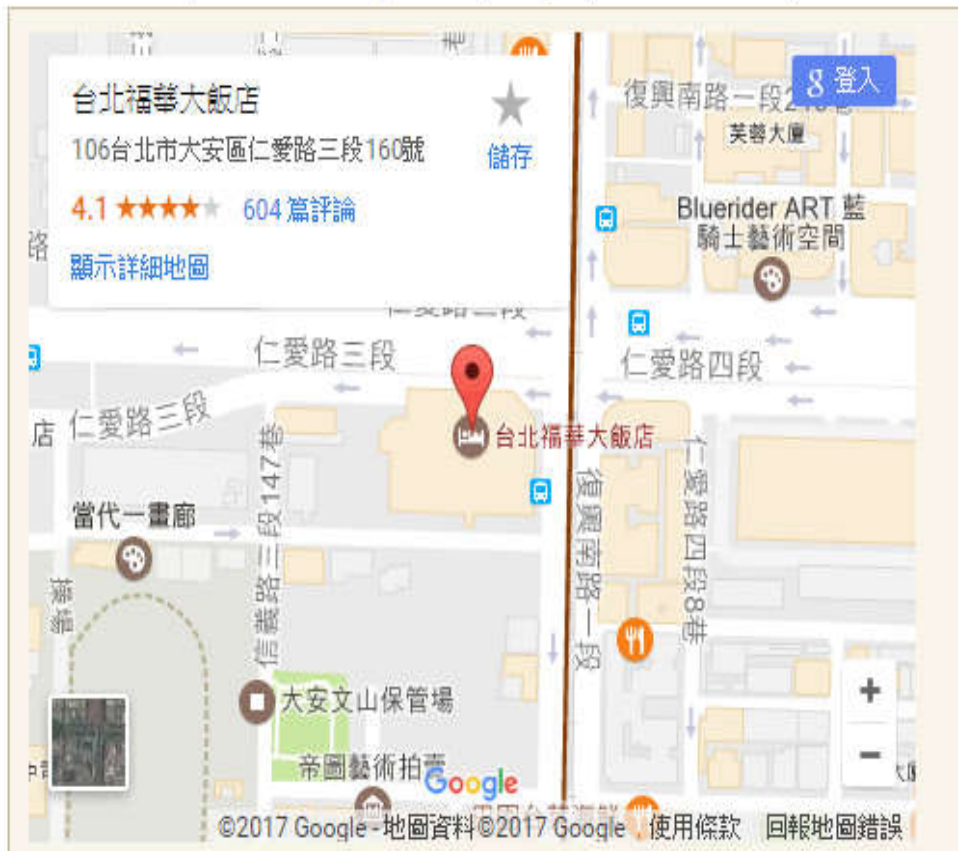 台北福華大飯店
106台北市大安區仁愛路三段160號
4.1
604 篇評論
顯示詳細地圖
儲存
g 登入
復興南路一段
芙蓉大廈
Bluerider ART 藍
騎士藝術空間
路
仁愛路三段
仁愛路四段
仁愛路三段
店
台北福華大飯店
信義路三段147巷
復興南路一段
仁愛路四段8巷
當代一畫廊
操場
大安文山保管場
帝圖藝術拍賣
Google
+
−
©2017 Google - 地圖資料©2017 Google
使用條款
回報地圖錯誤